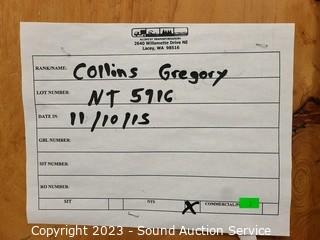 2640 Willamette Drive NE
Lacey, WA 98516
RANK/NAME: Collins Gregory
LOT NUMBER: NT 5916
DATE IN: 11/10/15
GBL NUMBER:
SIT NUMBER:
RO NUMBER:
SIT NTS X COMMERCIAL/
Copyright 2023 - Sound Auction Service